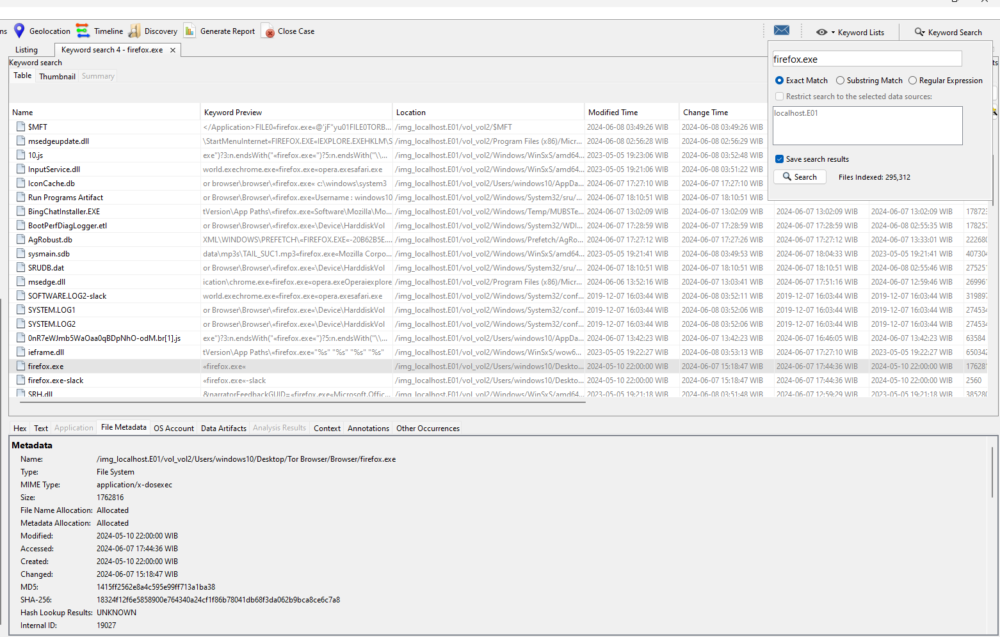 ns Geolocation Timeline Discovery Generate Report Close Case Keyword Lists Keyword Search
Listing Keyword search 4 - firefox.exe
Keyword search ts
Table Thumbnail Summary
firefox.exe
Exact Match Substring Match Regular Expression
Restrict search to the selected data sources:
localhost.E01
Save search results
Search Files Indexed: 295,312
Name Keyword Preview Location Modified Time Change Time
$MFT </Application>FILE0«firefox.exe«@'jF"yu01FILE0TORB... /img_localhost.E01/vol_vol2/$MFT 2024-06-08 03:49:26 WIB 2024-06-08 03:49:26 WIB
msedgeupdate.dll \StartMenuInternet«FIREFOX.EXE«IEXPLORE.EXEHKLM\S /img_localhost.E01/vol_vol2/Program Files (x86)/Micr... 2024-06-08 02:56:28 WIB 2024-06-08 02:56:29 WIB
10.js exe")?3:n.endsWith("«firefox.exe«")?5:n.endsWith("\\... /img_localhost.E01/vol_vol2/Windows/WinSxS/amd64... 2023-05-05 19:23:06 WIB 2024-06-08 03:52:48 WIB
InputService.dll world.exechrome.exe«firefox.exe«opera.exesafari.exe /img_localhost.E01/vol_vol2/Windows/WinSxS/amd64... 2023-05-05 19:21:06 WIB 2024-06-08 03:51:22 WIB
IconCache.db or Browser\browser\«firefox.exe« c:\windows\system3 /img_localhost.E01/vol_vol2/Users/windows10/AppDa... 2024-06-07 17:27:10 WIB 2024-06-07 17:27:10 WIB
Run Programs Artifact or Browser\Browser\«firefox.exe«Username : windows10 /img_localhost.E01/vol_vol2/Windows/System32/sru/... 2024-06-07 18:10:51 WIB 2024-06-07 18:10:51 WIB
BingChatInstaller.EXE tVersion\App Paths\«firefox.exe«Software\Mozilla\Mo... /img_localhost.E01/vol_vol2/Windows/Temp/MUBSTe... 2024-06-07 13:02:09 WIB 2024-06-07 13:02:09 WIB 2024-06-07 13:02:09 WIB 2024-06-07 13:02:09 WIB 178723
BootPerfDiagLogger.etl or Browser\Browser\«firefox.exe«\Device\HarddiskVol /img_localhost.E01/vol_vol2/Windows/System32/WDI... 2024-06-07 17:28:59 WIB 2024-06-07 17:28:59 WIB 2024-06-07 17:28:59 WIB 2024-06-08 02:55:35 WIB 178257
AgRobust.db XML\WINDOWS\PREFETCH\«FIREFOX.EXE«-20B62B5E.... /img_localhost.E01/vol_vol2/Windows/Prefetch/AgRo... 2024-06-07 17:27:12 WIB 2024-06-07 17:27:26 WIB 2024-06-07 17:27:12 WIB 2024-06-07 13:33:01 WIB 222680
sysmain.sdb data\mp3s\TAIL_SUC1.mp3«firefox.exe«Mozilla Corpo... /img_localhost.E01/vol_vol2/Windows/WinSxS/amd64... 2023-05-05 19:21:41 WIB 2024-06-08 03:49:53 WIB 2024-06-07 18:04:33 WIB 2023-05-05 19:21:41 WIB 407304
SRUDB.dat or Browser\Browser\«firefox.exe«\Device\HarddiskVol /img_localhost.E01/vol_vol2/Windows/System32/sru/... 2024-06-07 18:10:51 WIB 2024-06-07 18:10:51 WIB 2024-06-07 18:10:51 WIB 2024-06-08 02:55:46 WIB 275251
msedge.dll ication\chrome.exe«firefox.exe«opera.exeOperaiexplore /img_localhost.E01/vol_vol2/Program Files (x86)/Micr... 2024-06-06 13:52:16 WIB 2024-06-07 13:03:41 WIB 2024-06-07 17:51:16 WIB 2024-06-07 12:59:46 WIB 269961
SOFTWARE.LOG2-slack world.exechrome.exe«firefox.exe«opera.exesafari.exe /img_localhost.E01/vol_vol2/Windows/System32/conf... 2019-12-07 16:03:44 WIB 2024-06-08 03:52:11 WIB 2019-12-07 16:03:44 WIB 2019-12-07 16:03:44 WIB 319897
SYSTEM.LOG1 or Browser\Browser\«firefox.exe«\Device\HarddiskVol /img_localhost.E01/vol_vol2/Windows/System32/conf... 2019-12-07 16:03:44 WIB 2024-06-08 03:52:06 WIB 2019-12-07 16:03:44 WIB 2019-12-07 16:03:44 WIB 274534
SYSTEM.LOG2 or Browser\Browser\«firefox.exe«\Device\HarddiskVol /img_localhost.E01/vol_vol2/Windows/System32/conf... 2019-12-07 16:03:44 WIB 2024-06-08 03:52:06 WIB 2019-12-07 16:03:44 WIB 2019-12-07 16:03:44 WIB 274534
0nR7eWJmb5WaOaa0qBDpNhO-odM.br[1].js exe")?3:n.endsWith("«firefox.exe«")?5:n.endsWith("\\... /img_localhost.E01/vol_vol2/Users/windows10/AppDa... 2024-06-07 13:42:23 WIB 2024-06-07 13:42:23 WIB 2024-06-07 16:46:05 WIB 2024-06-07 13:42:23 WIB 63584
ieframe.dll tVersion\App Paths\«firefox.exe«"%s" "%s" "%s" "%s" /img_localhost.E01/vol_vol2/Windows/WinSxS/wow6... 2023-05-05 19:22:27 WIB 2024-06-08 03:53:13 WIB 2024-06-07 17:27:10 WIB 2023-05-05 19:22:27 WIB 650342
firefox.exe «firefox.exe« /img_localhost.E01/vol_vol2/Users/windows10/Deskto... 2024-05-10 22:00:00 WIB 2024-06-07 15:18:47 WIB 2024-06-07 17:44:36 WIB 2024-05-10 22:00:00 WIB 176281
firefox.exe-slack «firefox.exe«-slack /img_localhost.E01/vol_vol2/Users/windows10/Deskto... 2024-05-10 22:00:00 WIB 2024-06-07 15:18:47 WIB 2024-06-07 17:44:36 WIB 2024-05-10 22:00:00 WIB 2560
SRH.dll &narratorFeedbackGUID=«firefox.exe«Microsoft.Offic... /img_localhost.E01/vol_vol2/Windows/WinSxS/amd64... 2023-05-05 19:21:18 WIB 2024-06-08 03:51:48 WIB 2024-06-07 12:59:29 WIB 2023-05-05 19:21:18 WIB 385280
Hex Text Application File Metadata OS Account Data Artifacts Analysis Results Context Annotations Other Occurrences
Metadata
Name: /img_localhost.E01/vol_vol2/Users/windows10/Desktop/Tor Browser/Browser/firefox.exe
Type: File System
MIME Type: application/x-dosexec
Size: 1762816
File Name Allocation: Allocated
Metadata Allocation: Allocated
Modified: 2024-05-10 22:00:00 WIB
Accessed: 2024-06-07 17:44:36 WIB
Created: 2024-05-10 22:00:00 WIB
Changed: 2024-06-07 15:18:47 WIB
MD5: 1415ff2562e8a4c595e99ff713a1ba38
SHA-256: 18324f12f6e5858900e764340a24cf1f86b78041db68f3da062b9bca8ce6c7a8
Hash Lookup Results: UNKNOWN
Internal ID: 19027